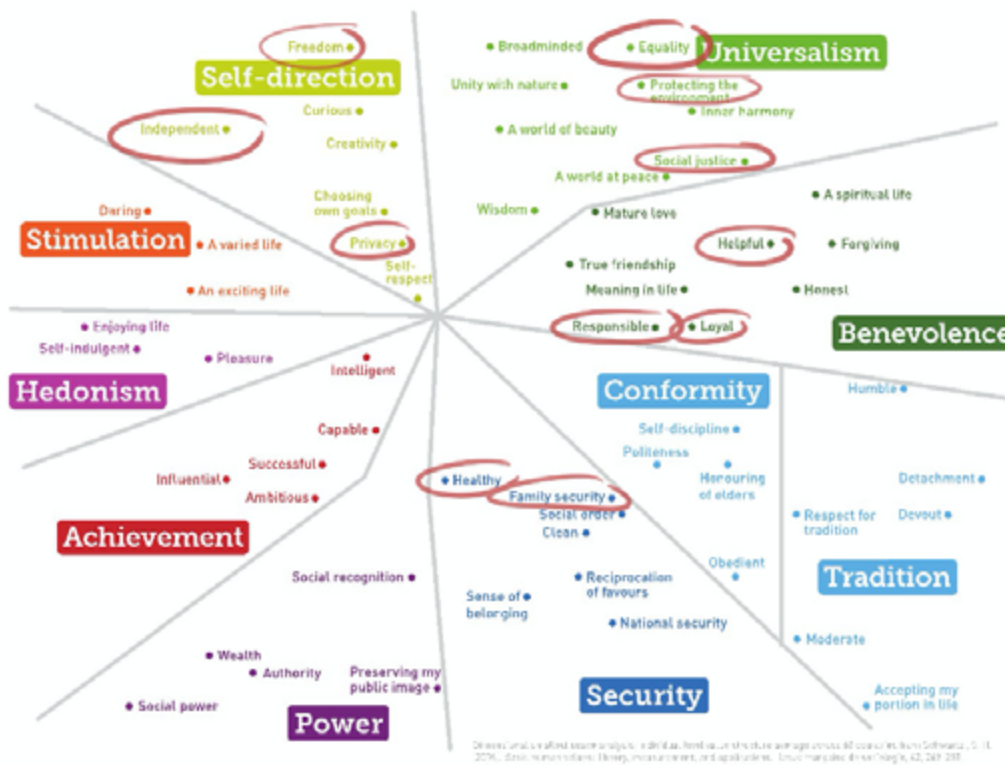 Freedom
Self-direction
Curious
Independent
Creativity
Choosing
own goals
Privacy
Self-
respect
Broadminded
Equality
Universalism
Unity with nature
Protecting the
environment
Inner harmony
A world of beauty
Social justice
A world at peace
Wisdom
Daring
Stimulation
A varied life
An exciting life
Mature love
A spiritual life
Helpful
Forgiving
True friendship
Meaning in life
Honest
Responsible
Loyal
Benevolence
Enjoying life
Self-indulgent
Pleasure
Hedonism
Intelligent
Capable
Successful
Influential
Ambitious
Achievement
Conformity
Humble
Self-discipline
Politeness
Honouring
of elders
Detachment
Respect for
tradition
Devout
Obedient
Tradition
Moderate
Accepting my
portion in life
Healthy
Family security
Social order
Clean
Reciprocation
of favours
Sense of
belonging
National security
Security
Social recognition
Wealth
Authority
Preserving my
public image
Social power
Power